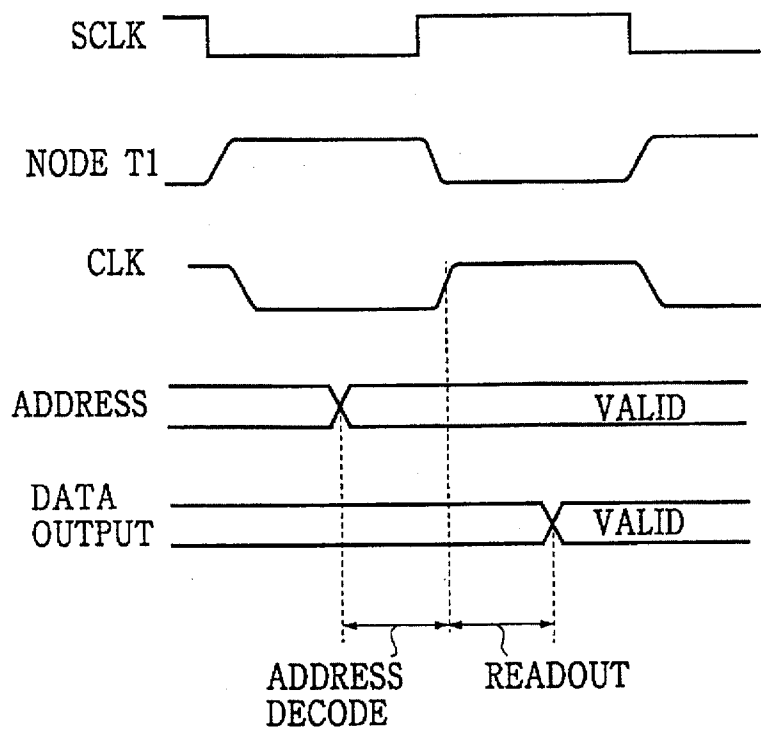 SCLK
NODE T1
CLK
ADDRESS
VALID
DATA
OUTPUT
VALID
ADDRESS
DECODE
READOUT